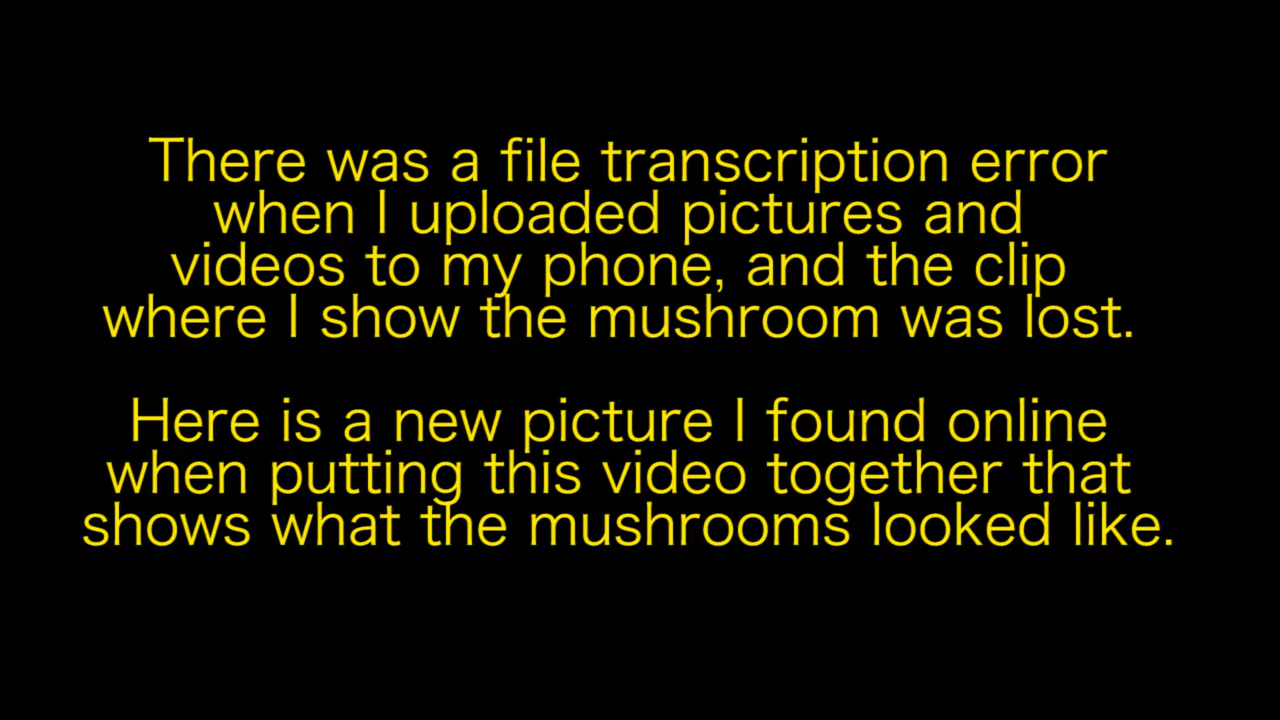 There was a file transcription error
when I uploaded pictures and
videos to my phone, and the clip
where I show the mushroom was lost.
Here is a new picture I found online
when putting this video together that
shows what the mushrooms looked like.